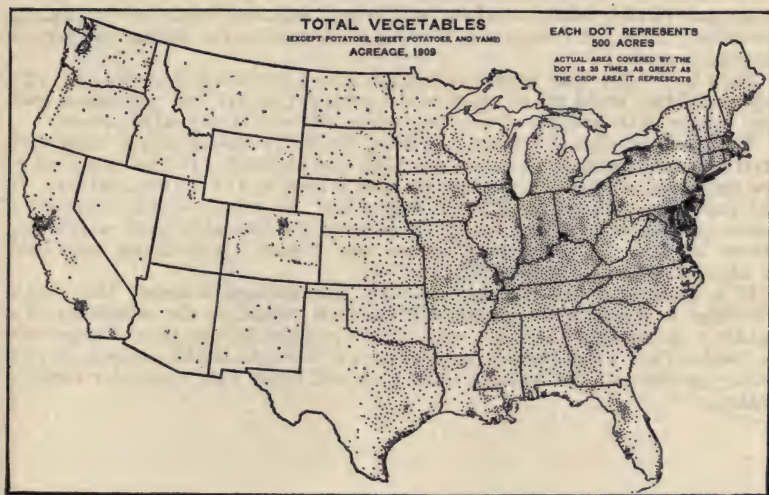 TOTAL VEGETABLES
(EXCEPT POTATOES, SWEET POTATOES, AND YAMS)
ACREAGE, 1909
EACH DOT REPRESENTS
500 ACRES
ACTUAL AREA COVERED BY THE
DOT IS 25 TIMES AS GREAT AS
THE CROP AREA IT REPRESENTS